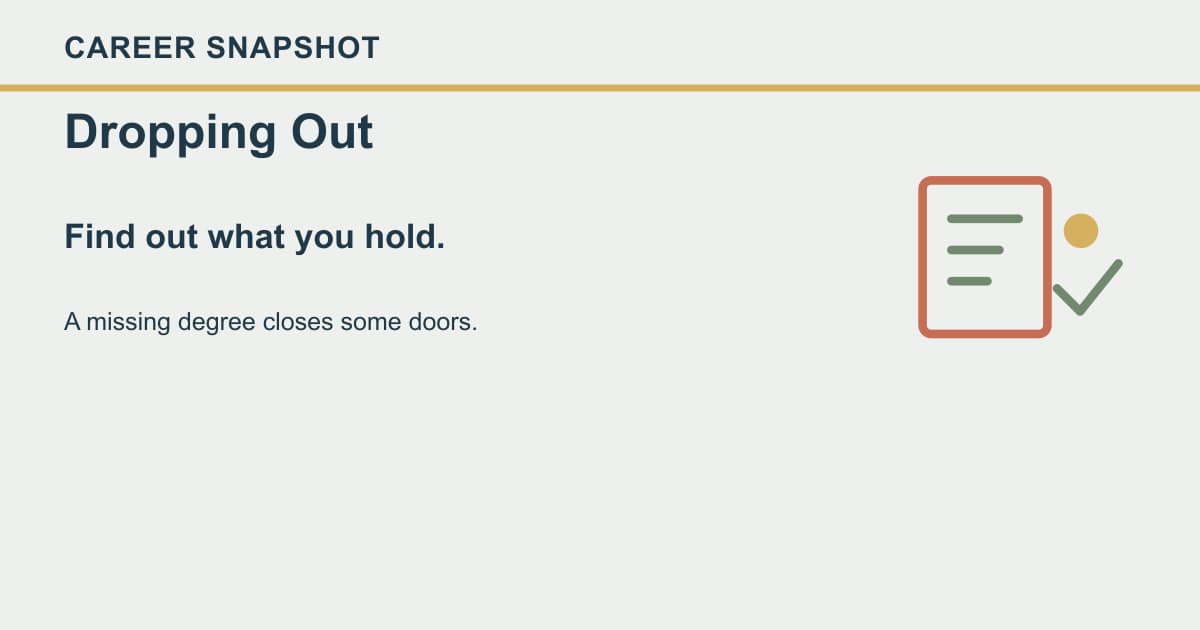 CAREER SNAPSHOT
Dropping Out
Find out what you hold.
A missing degree closes some doors.